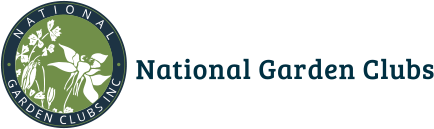 NATIONAL
GARDEN CLUBS INC
National Garden Clubs